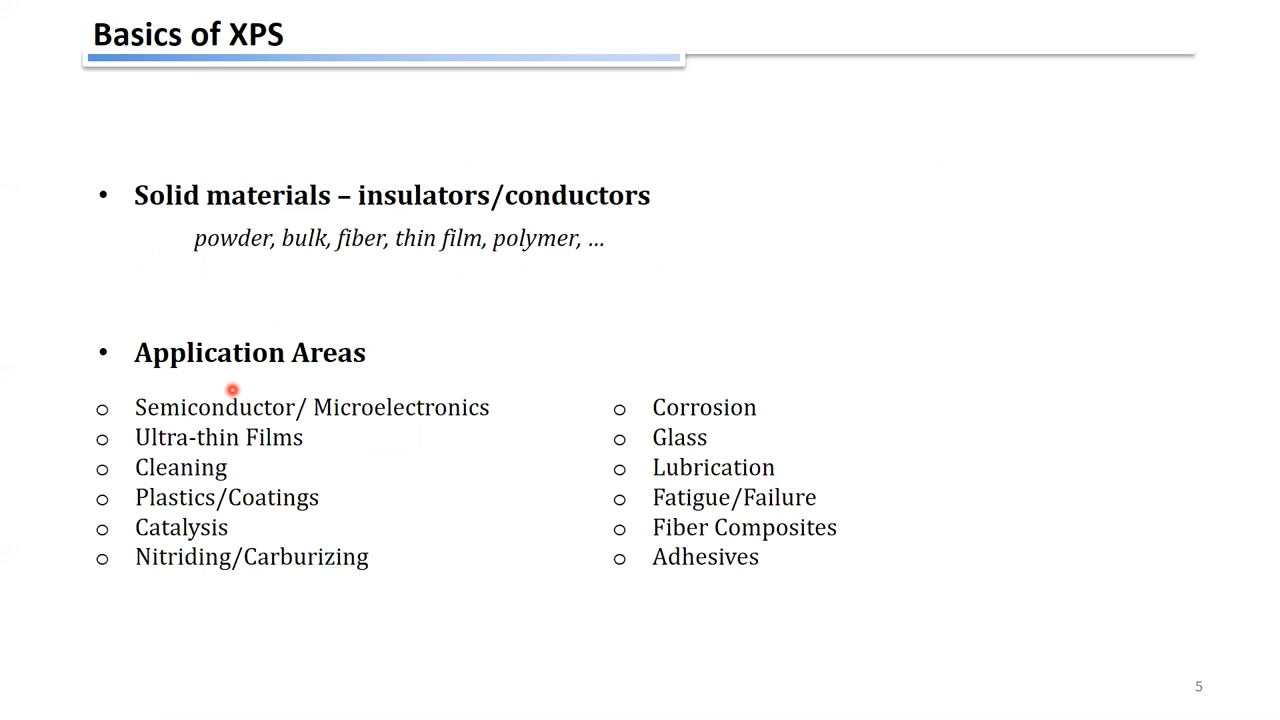 Basics of XPS
• Solid materials – insulators/conductors
powder, bulk, fiber, thin film, polymer, ...
• Application Areas
o Semiconductor/ Microelectronics
o Ultra-thin Films
o Cleaning
o Plastics/Coatings
o Catalysis
o Nitriding/Carburizing
o Corrosion
o Glass
o Lubrication
o Fatigue/Failure
o Fiber Composites
o Adhesives
5